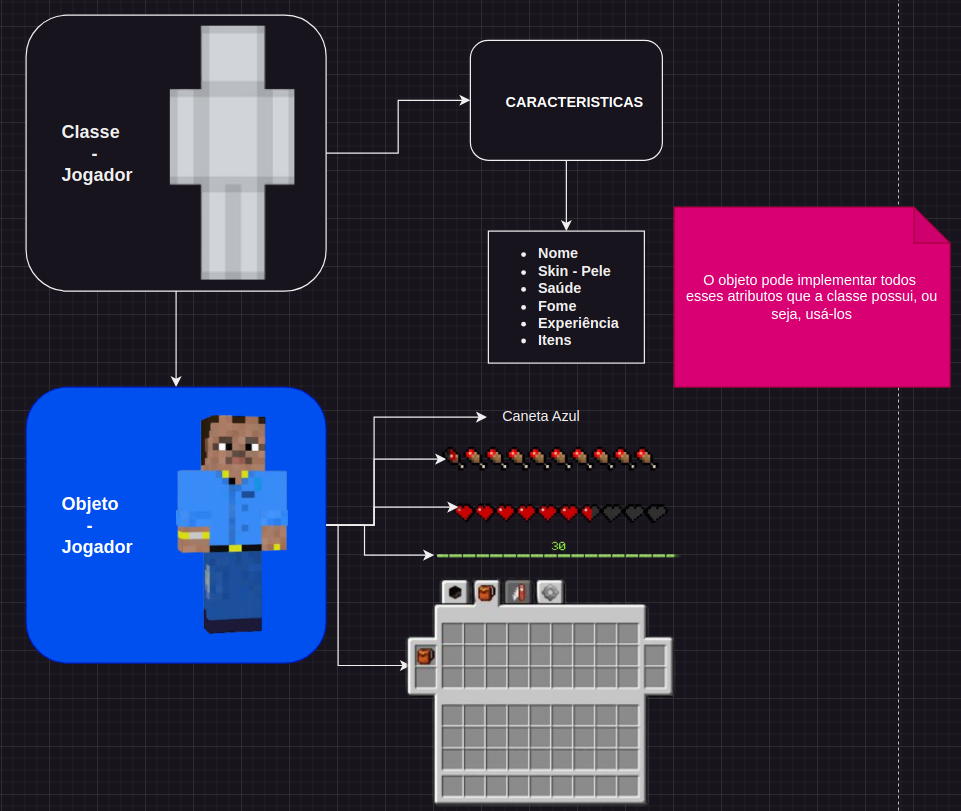 Classe
-
Jogador
CARACTERISTICAS
Nome
Skin - Pele
Saúde
Fome
Experiência
Itens
O objeto pode implementar todos
esses atributos que a classe possui, ou
seja, usá-los
Objeto
-
Jogador
Caneta Azul
30